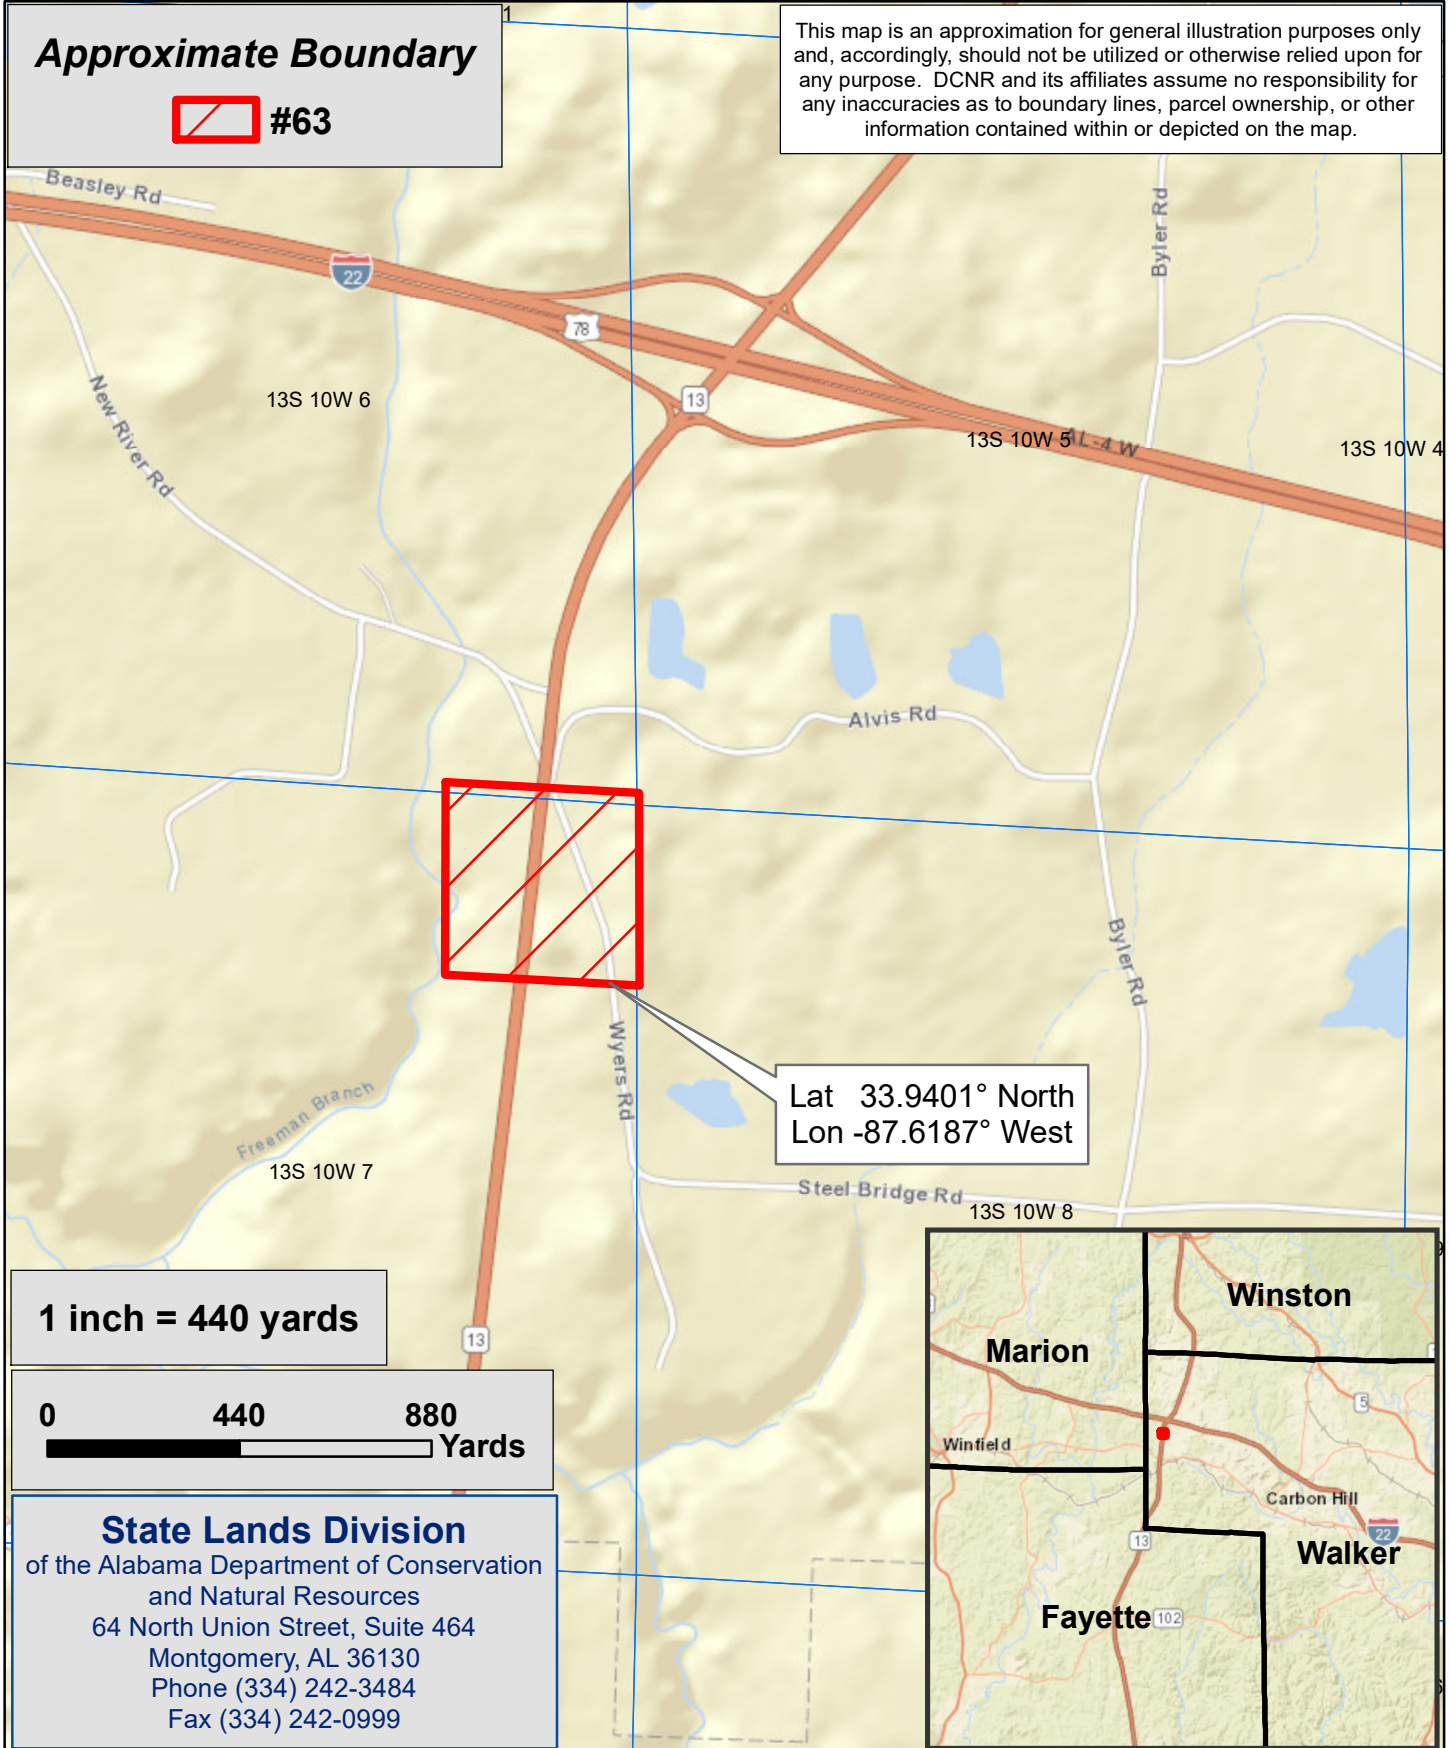 Approximate Boundary
#63
1
This map is an approximation for general illustration purposes only
and, accordingly, should not be utilized or otherwise relied upon for
any purpose. DCNR and its affiliates assume no responsibility for
any inaccuracies as to boundary lines, parcel ownership, or other
information contained within or depicted on the map.
Beasley Rd
Byler Rd
22
78
13
New River Rd
13S 10W 6
13S 10W 5
AL-4 W
13S 10W 4
Alvis Rd
Byler Rd
Wyers Rd
Lat 33.9401° North
Lon -87.6187° West
Freeman Branch
13S 10W 7
Steel Bridge Rd
13S 10W 8
13
1 inch = 440 yards
0 440 880
Yards
State Lands Division
of the Alabama Department of Conservation
and Natural Resources
64 North Union Street, Suite 464
Montgomery, AL 36130
Phone (334) 242-3484
Fax (334) 242-0999
Winston
Marion
5
Winfield
Carbon Hill
22
13
Walker
Fayette
102